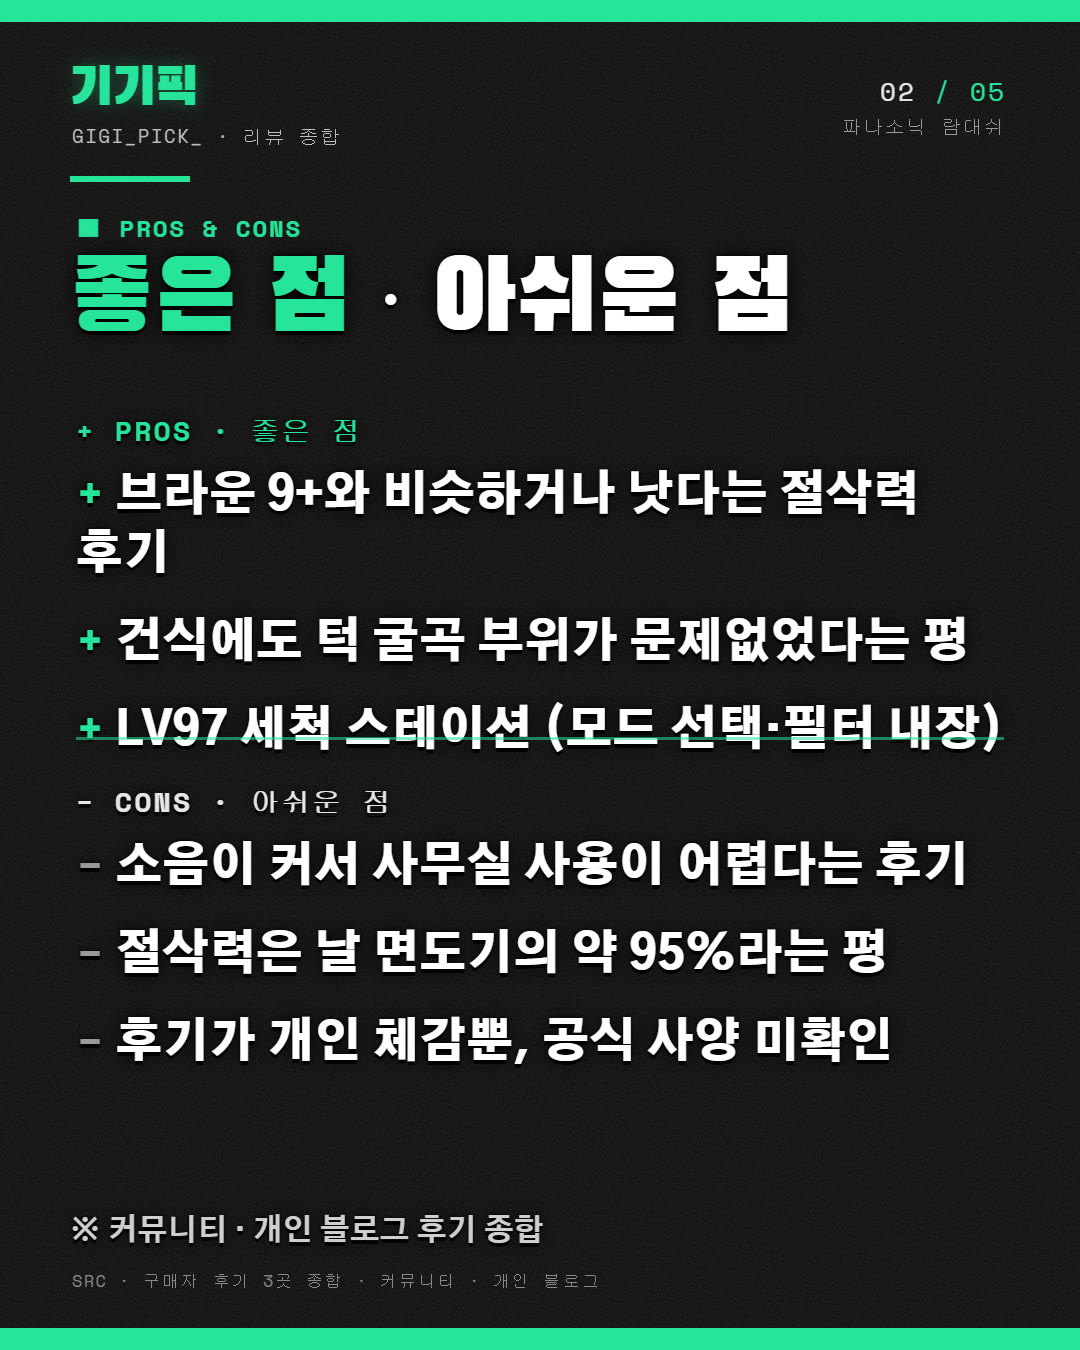 기기픽
GIGI_PICK_ · 리뷰 종합
02 / 05
파나소닉 람대쉬
■ PROS & CONS
좋은 점 · 아쉬운 점
+ PROS · 좋은 점
+ 브라운 9+와 비슷하거나 낫다는 절삭력
후기
+ 건식에도 턱 굴곡 부위가 문제없었다는 평
+ LV97 세척 스테이션 (모드 선택·필터 내장)
- CONS · 아쉬운 점
- 소음이 커서 사무실 사용이 어렵다는 후기
- 절삭력은 날 면도기의 약 95%라는 평
- 후기가 개인 체감뿐, 공식 사양 미확인
※ 커뮤니티 · 개인 블로그 후기 종합
SRC · 구매자 후기 3곳 종합 · 커뮤니티 · 개인 블로그